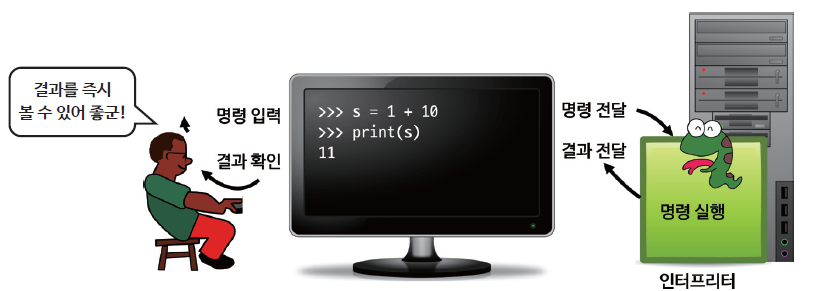 결과를 즉시
볼 수 있어 좋군!
명령 입력
결과 확인
>>> s = 1 + 10
>>> print(s)
11
명령 전달
결과 전달
명령 실행
인터프리터